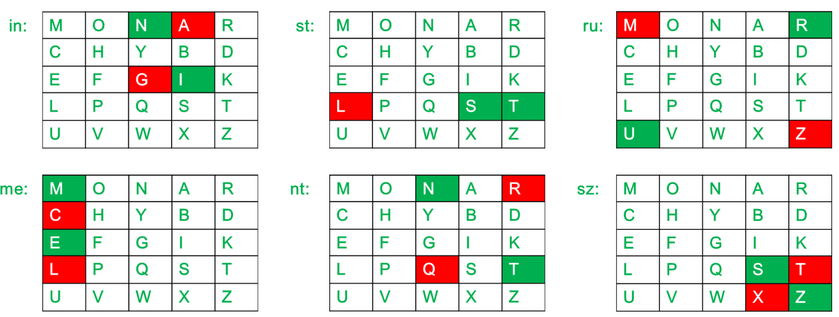 in: M O N A R st: M O N A R ru: M O N A R
C H Y B D C H Y B D C H Y B D
E F G I K E F G I K E F G I K
L P Q S T L P Q S T L P Q S T
U V W X Z U V W X Z U V W X Z
me: M O N A R nt: M O N A R sz: M O N A R
C H Y B D C H Y B D C H Y B D
E F G I K E F G I K E F G I K
L P Q S T L P Q S T L P Q S T
U V W X Z U V W X Z U V W X Z